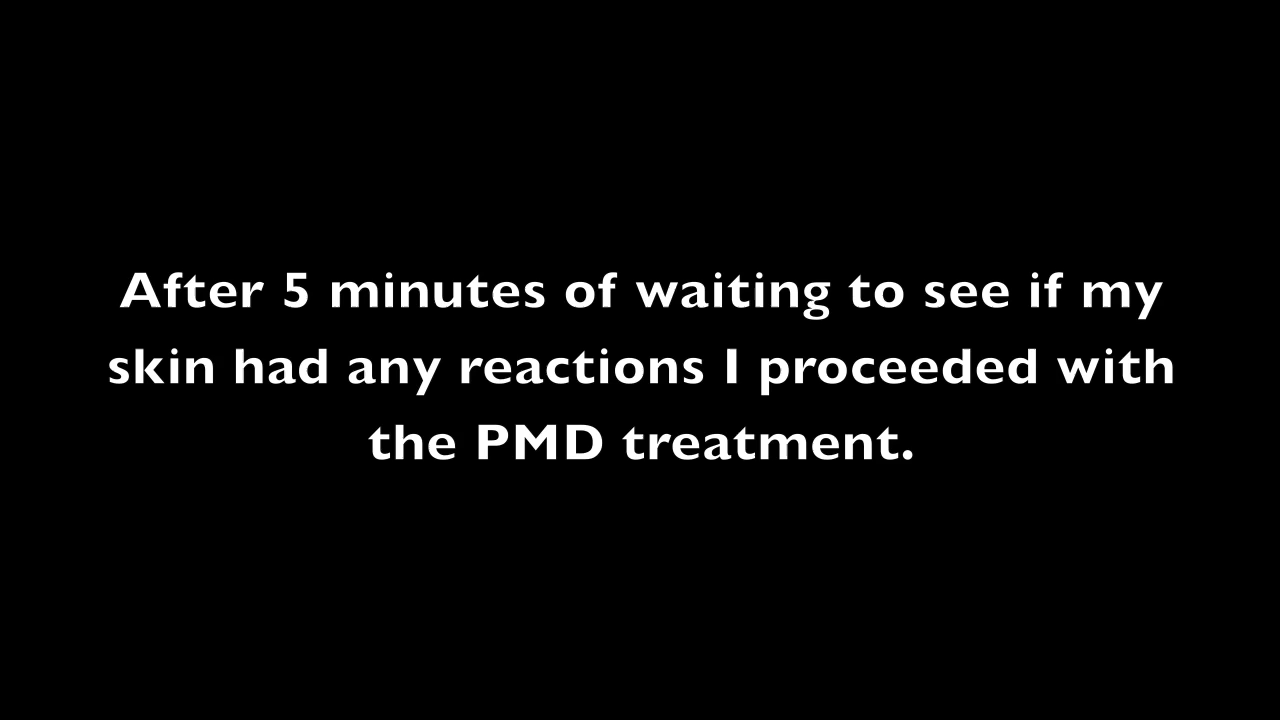 After 5 minutes of waiting to see if my
skin had any reactions I proceeded with
the PMD treatment.